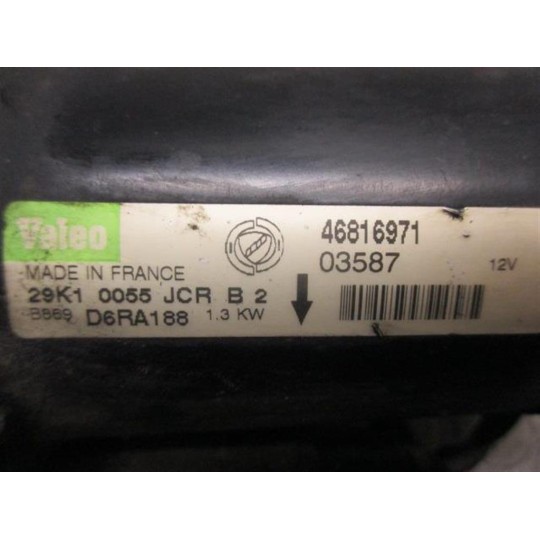 Valeo
MADE IN FRANCE
29K1 0055 JCR B 2
B869 D6RA188 1.3 KW
46816971
03587 12V